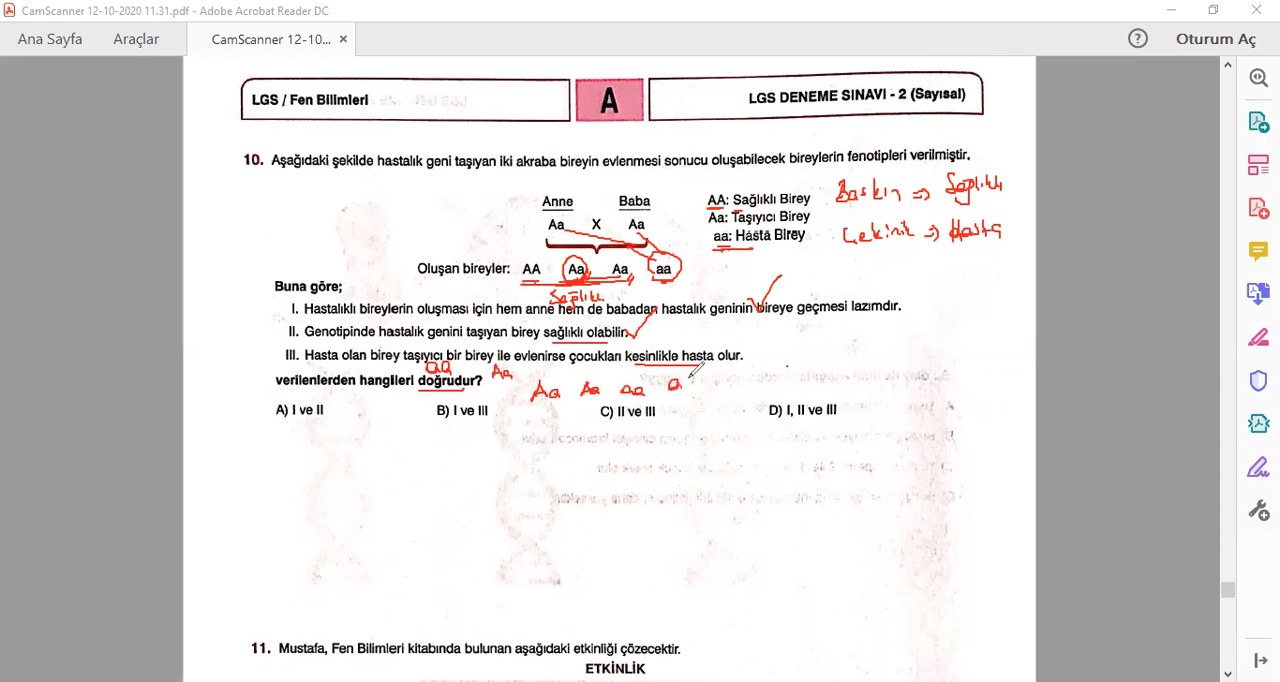 CamScanner 12-10-2020 11.31.pdf - Adobe Acrobat Reader DC
Ana Sayfa Araçlar CamScanner 12-10... × ? Oturum Aç
LGS / Fen Bilimleri A LGS DENEME SINAVI - 2 (Sayısal)
10. Aşağıdaki şekilde hastalık geni taşıyan iki akraba bireyin evlenmesi sonucu oluşabilecek bireylerin fenotipleri verilmiştir.
Anne Baba AA: Sağlıklı Birey Baskın ⇒ Sağlıklı
Aa X Aa Aa: Taşıyıcı Birey
aa: Hasta Birey Çekinik ⇒ Hasta
Oluşan bireyler: AA Aa Aa aa
Buna göre; Sağlıklı
I. Hastalıklı bireylerin oluşması için hem anne hem de babadan hastalık geninin bireye geçmesi lazımdır.
II. Genotipinde hastalık genini taşıyan birey sağlıklı olabilir.
III. Hasta olan birey taşıyıcı bir birey ile evlenirse çocukları kesinlikle hasta olur.
aa Aa
verilenlerden hangileri doğrudur? Aa Aa aa a
A) I ve II B) I ve III C) II ve III D) I, II ve III
11. Mustafa, Fen Bilimleri kitabında bulunan aşağıdaki etkinliği çözecektir.
ETKİNLİK